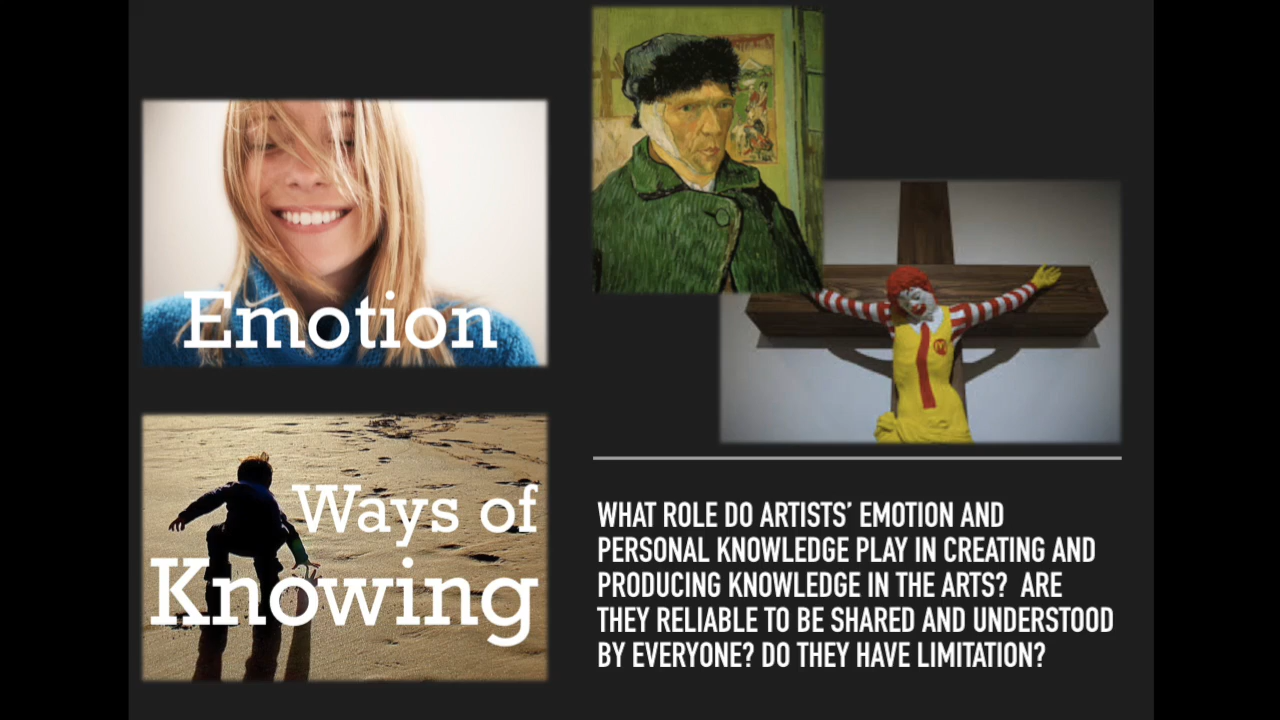 Emotion
Ways of
Knowing
WHAT ROLE DO ARTISTS’ EMOTION AND
PERSONAL KNOWLEDGE PLAY IN CREATING AND
PRODUCING KNOWLEDGE IN THE ARTS?  ARE
THEY RELIABLE TO BE SHARED AND UNDERSTOOD
BY EVERYONE? DO THEY HAVE LIMITATION?